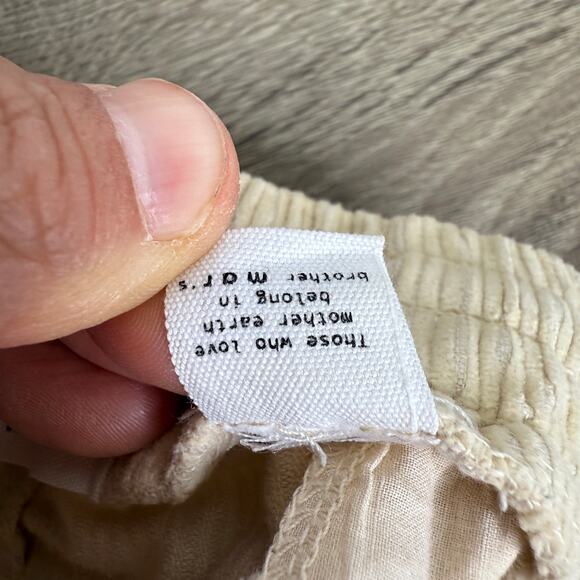 Those who love
mother earth
belong in
brother mar's